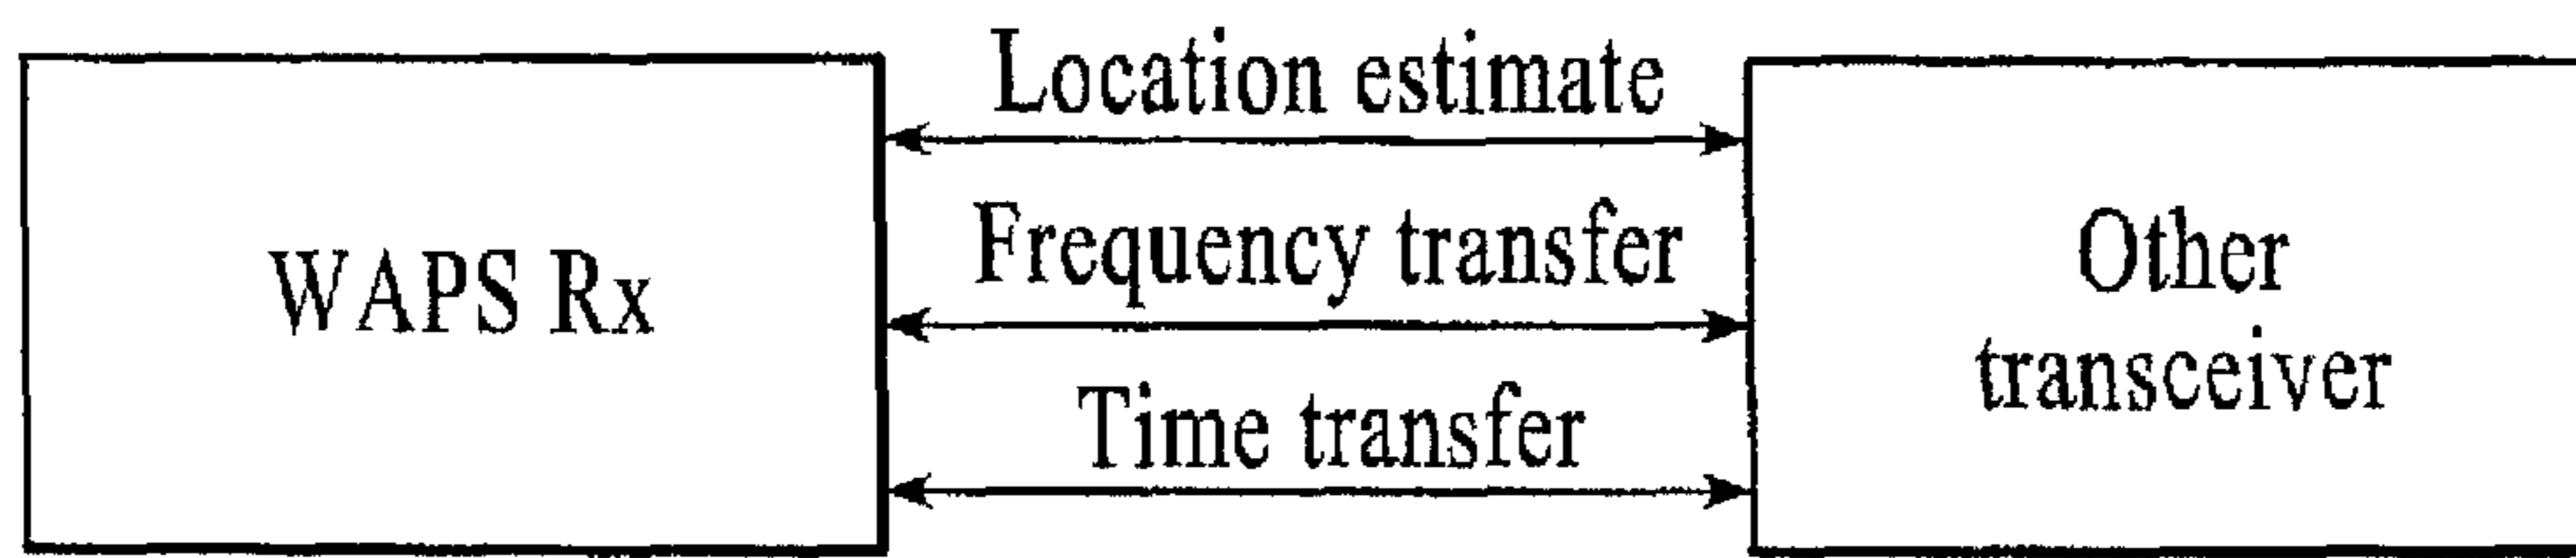 WAPS Rx
Location estimate
Frequency transfer
Time transfer
Other
transceiver